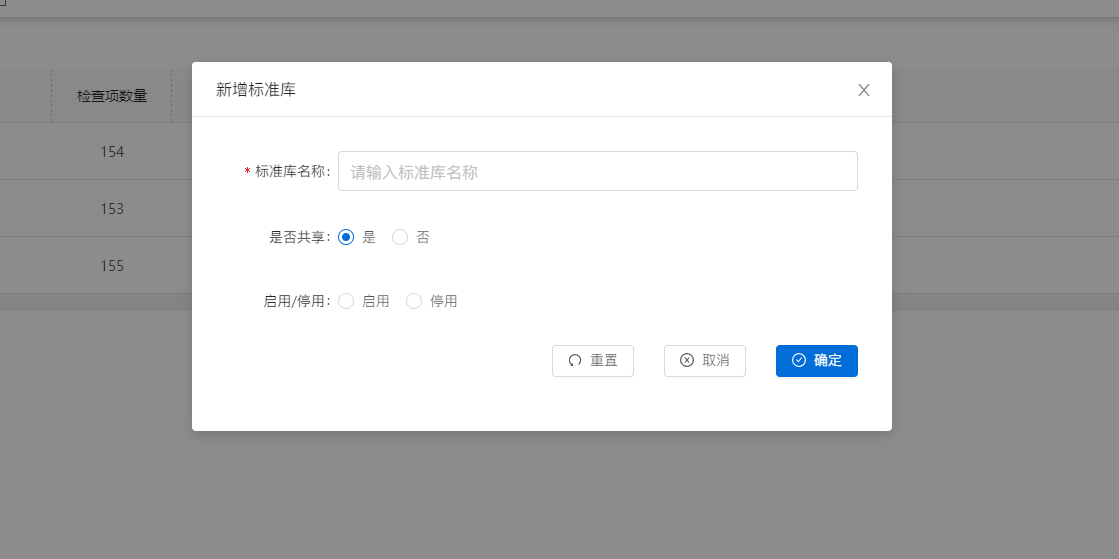 新增标准库
检查项数量
154
153
155
* 标准库名称:
请输入标准库名称
是否共享: 是 否
启用/停用: 启用 停用
重置 取消 确定